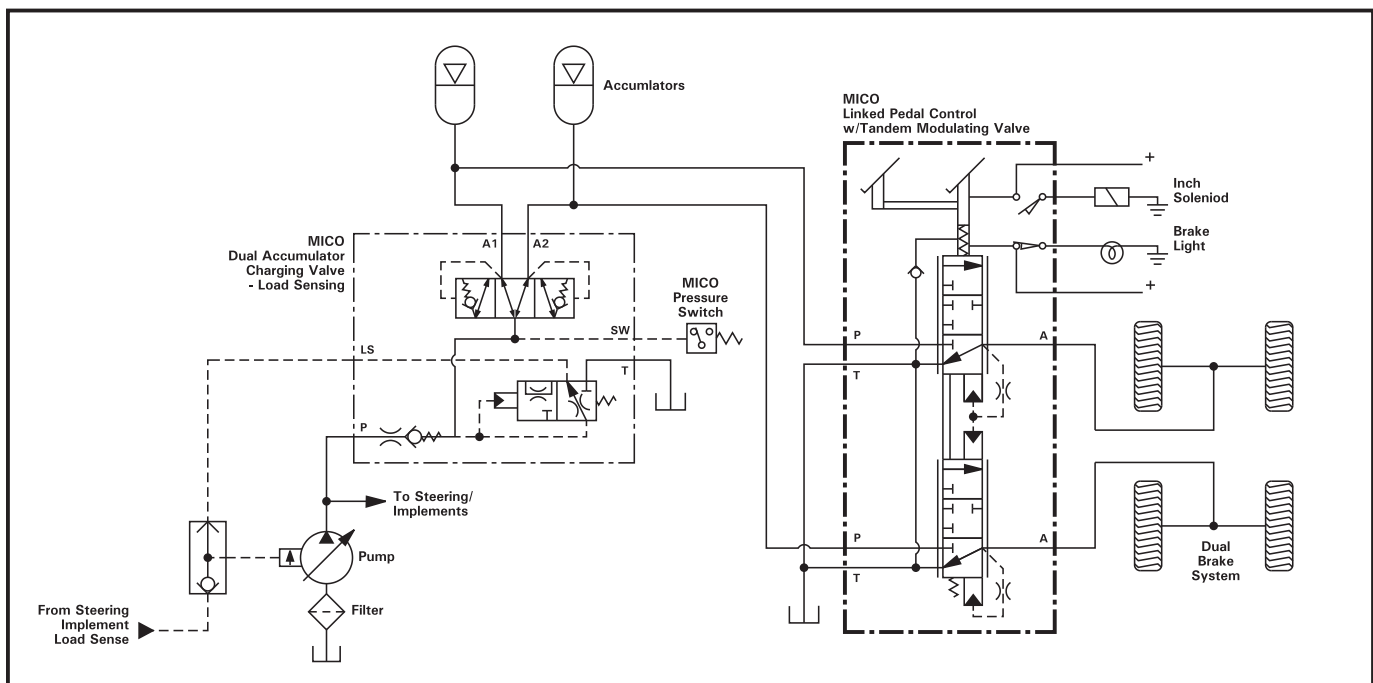 Accumlators
MICO
Linked Pedal Control
w/Tandem Modulating Valve
+
Inch
Soleniod
Brake
Light
+
MICO
Dual Accumulator
Charging Valve
- Load Sensing
A1
A2
MICO
Pressure
Switch
SW
LS
T
P
P
T
A
To Steering/
Implements
Pump
Filter
From Steering
Implement
Load Sense
P
T
A
Dual
Brake
System